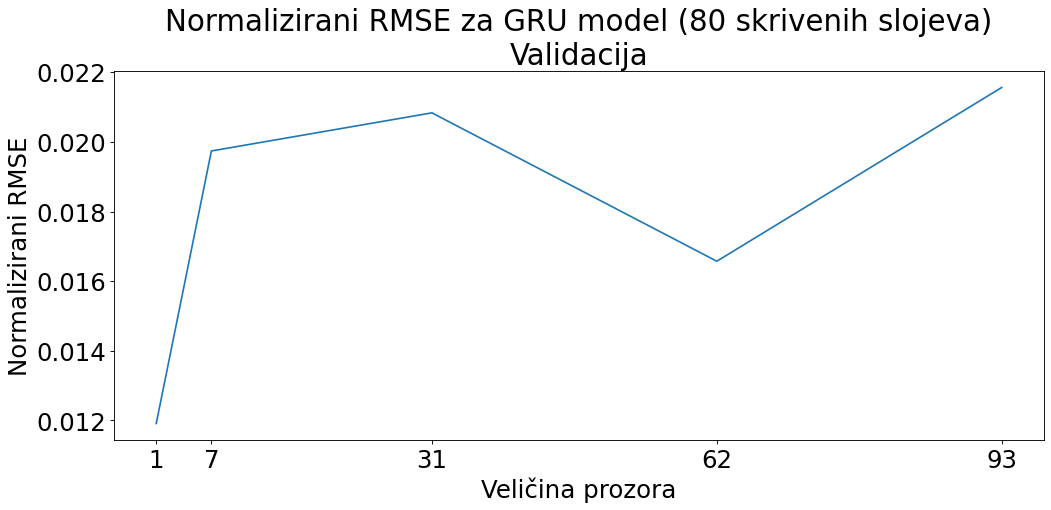 Normalizirani RMSE za GRU model (80 skrivenih slojeva)
Validacija
Normalizirani RMSE
0.022
0.020
0.018
0.016
0.014
0.012
1 7 31 62 93
Veličina prozora